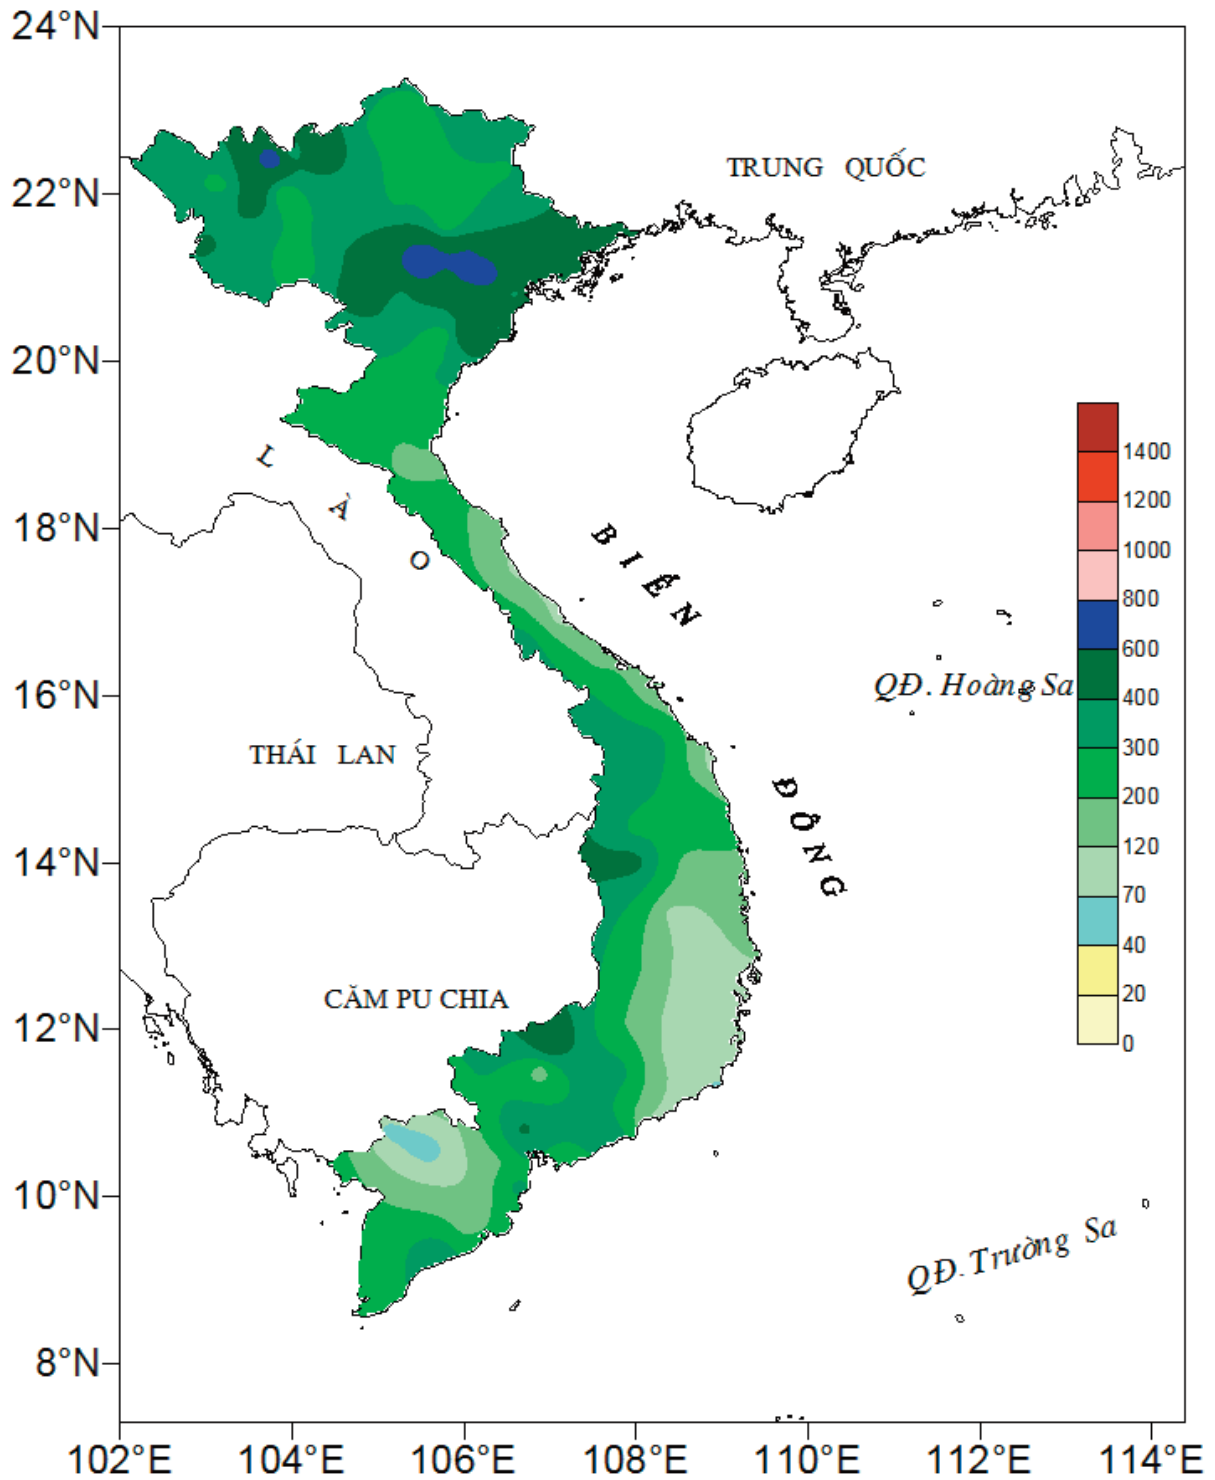 24°N
22°N
20°N
18°N
16°N
14°N
12°N
10°N
8°N
TRUNG QUỐC
L
À
O
BIỂN
ĐÔNG
QĐ. Hoàng Sa
THÁI LAN
CĂM PU CHIA
QĐ. Trường Sa
1400
1200
1000
800
600
400
300
200
120
70
40
20
0
102°E 104°E 106°E 108°E 110°E 112°E 114°E